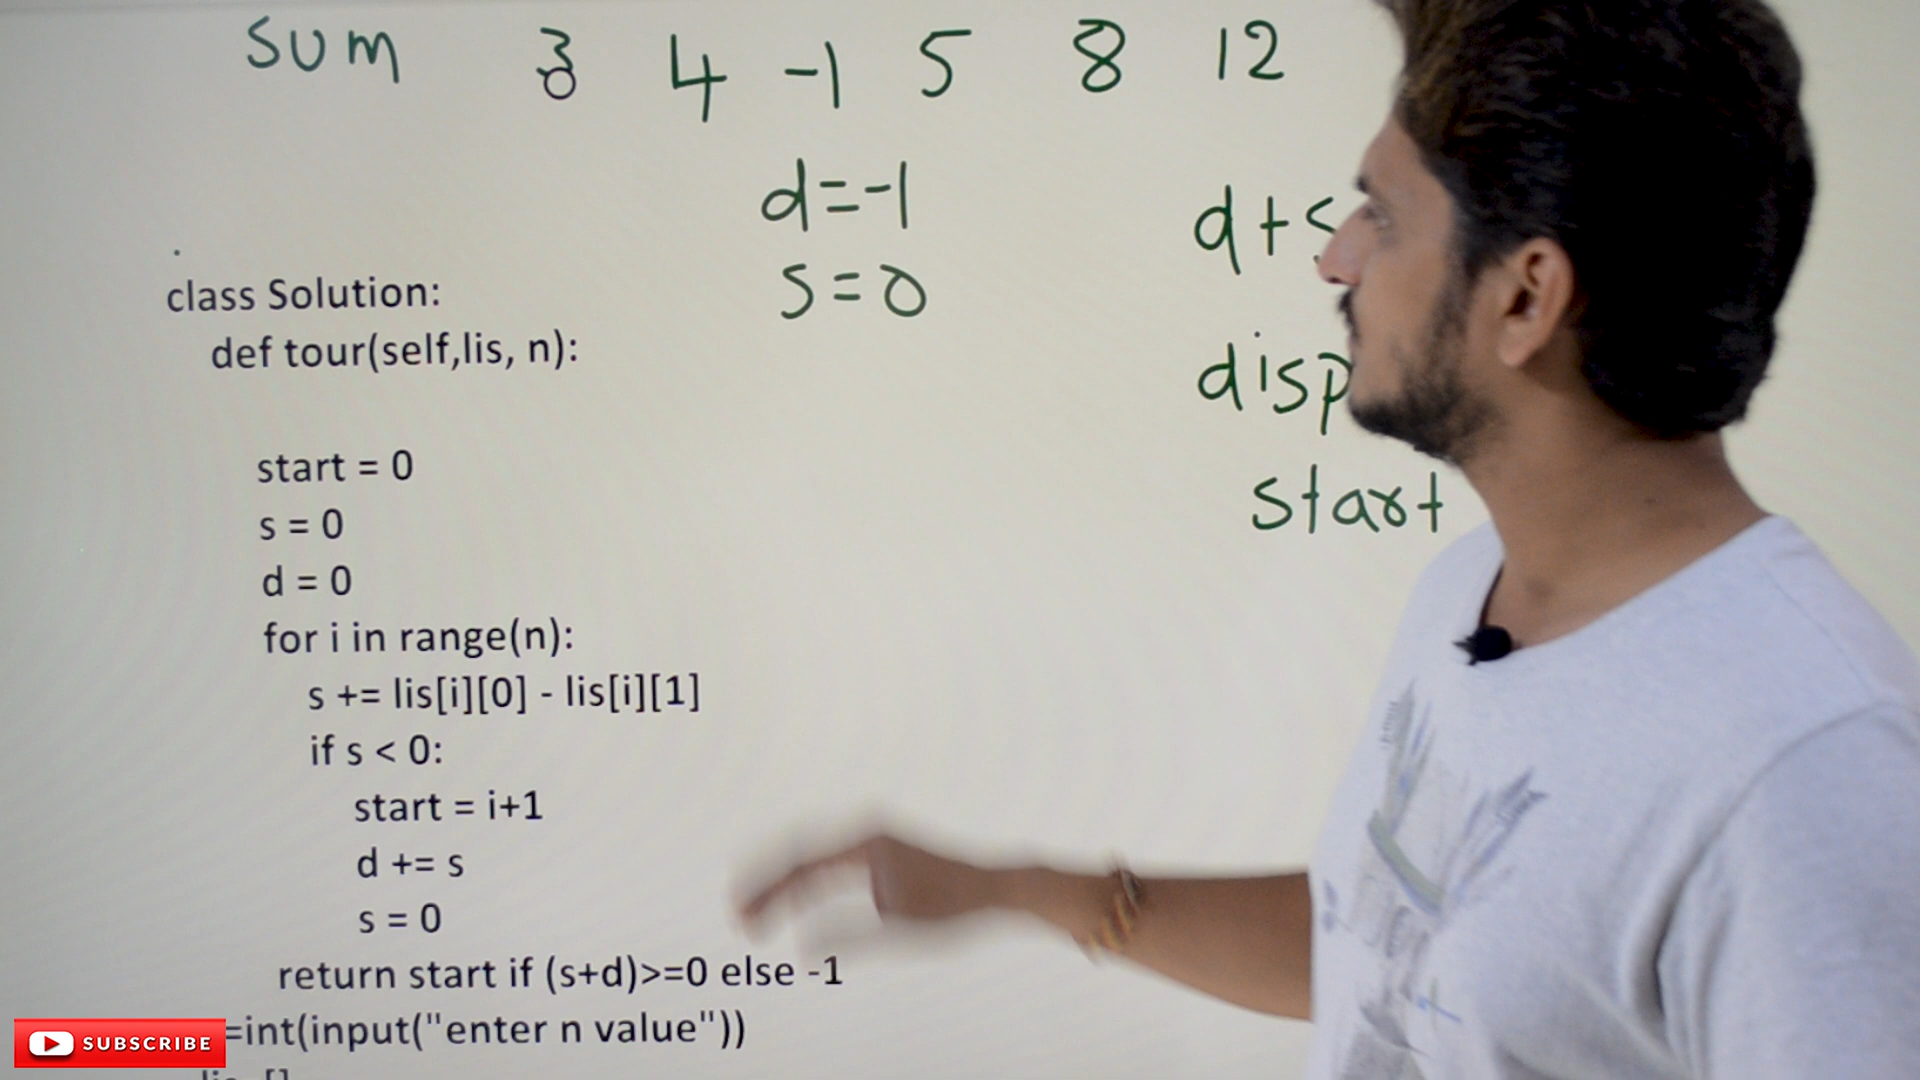 sum 3 4 -1 5 8 12
d=-1
s=0
d+s
disp
start
class Solution:
def tour(self,lis, n):
start = 0
s = 0
d = 0
for i in range(n):
s += lis[i][0] - lis[i][1]
if s < 0:
start = i+1
d += s
s = 0
return start if (s+d)>=0 else -1
=int(input("enter n value"))
SUBSCRIBE